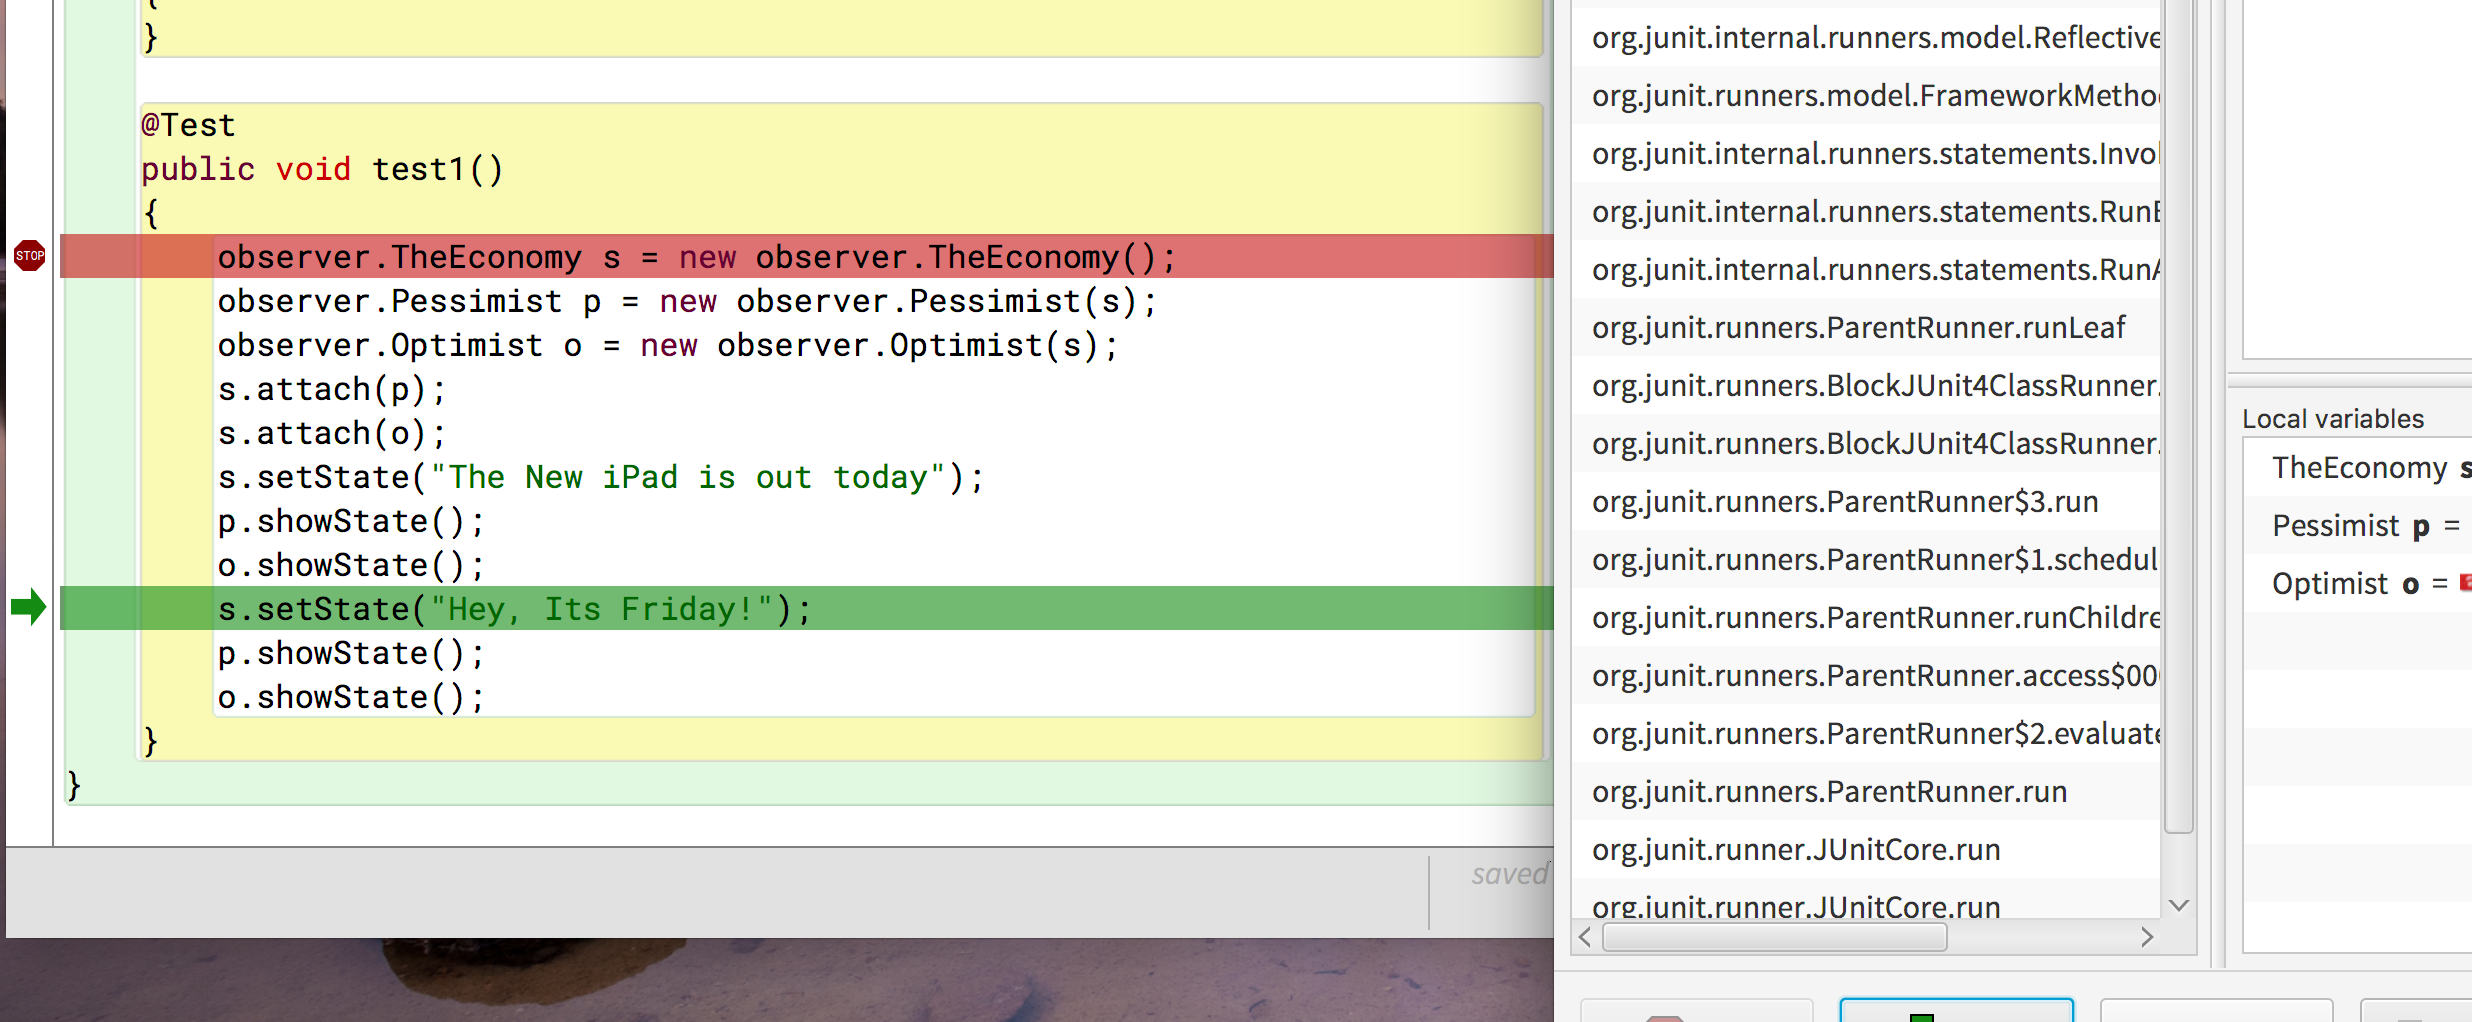 }
@Test
public void test1()
{
STOP
observer.TheEconomy s = new observer.TheEconomy();
observer.Pessimist p = new observer.Pessimist(s);
observer.Optimist o = new observer.Optimist(s);
s.attach(p);
s.attach(o);
s.setState("The New iPad is out today");
p.showState();
o.showState();
s.setState("Hey, Its Friday!");
p.showState();
o.showState();
}
}
saved
org.junit.internal.runners.model.Reflective
org.junit.runners.model.FrameworkMetho
org.junit.internal.runners.statements.Invo
org.junit.internal.runners.statements.RunB
org.junit.internal.runners.statements.RunA
org.junit.runners.ParentRunner.runLeaf
org.junit.runners.BlockJUnit4ClassRunner.
org.junit.runners.BlockJUnit4ClassRunner.
org.junit.runners.ParentRunner$3.run
org.junit.runners.ParentRunner$1.schedul
org.junit.runners.ParentRunner.runChildre
org.junit.runners.ParentRunner.access$00
org.junit.runners.ParentRunner$2.evaluate
org.junit.runners.ParentRunner.run
org.junit.runner.JUnitCore.run
org.junit.runner.JUnitCore.run
Local variables
TheEconomy s
Pessimist p =
Optimist o =